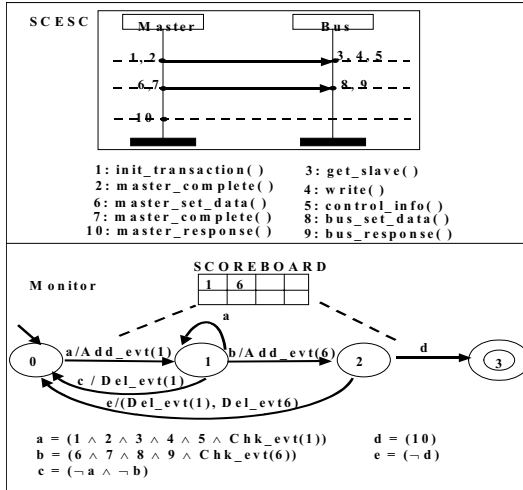 SCESC
Master Bus
1,2 3,4,5
6,7 8,9
10
1: init_transaction() 3: get_slave()
2: master_complete() 4: write()
6: master_set_data() 5: control_info()
7: master_complete() 8: bus_set_data()
10: master_response() 9: bus_response()
SCOREBOARD
Monitor 1 6
a
0 a/Add_evt(1) 1 b/Add_evt(6) 2 d 3
c / Del_evt(1)
e/(Del_evt(1), Del_evt6)
a = (1 ∧ 2 ∧ 3 ∧ 4 ∧ 5 ∧ Chk_evt(1)) d = (10)
b = (6 ∧ 7 ∧ 8 ∧ 9 ∧ Chk_evt(6)) e = (¬d)
c = (¬a ∧ ¬b)